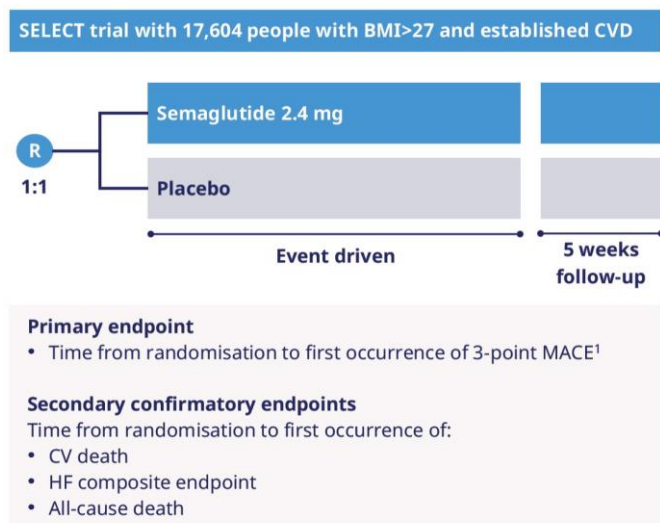 SELECT trial with 17,604 people with BMI>27 and established CVD
Semaglutide 2.4 mg
R
1:1
Placebo
Event driven
5 weeks
follow-up
Primary endpoint
• Time from randomisation to first occurrence of 3-point MACE¹
Secondary confirmatory endpoints
Time from randomisation to first occurrence of:
• CV death
• HF composite endpoint
• All-cause death